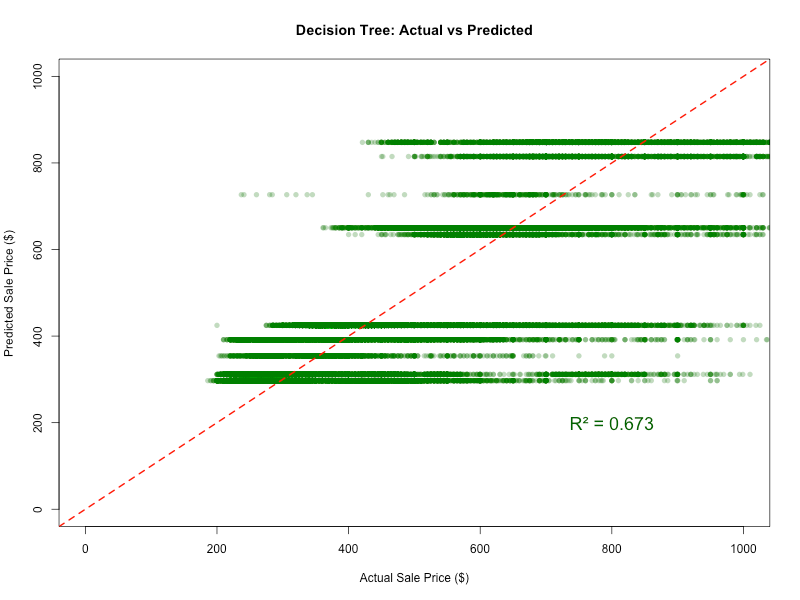 Decision Tree: Actual vs Predicted
Predicted Sale Price ($)
1000
800
600
400
200
0
R² = 0.673
0 200 400 600 800 1000
Actual Sale Price ($)